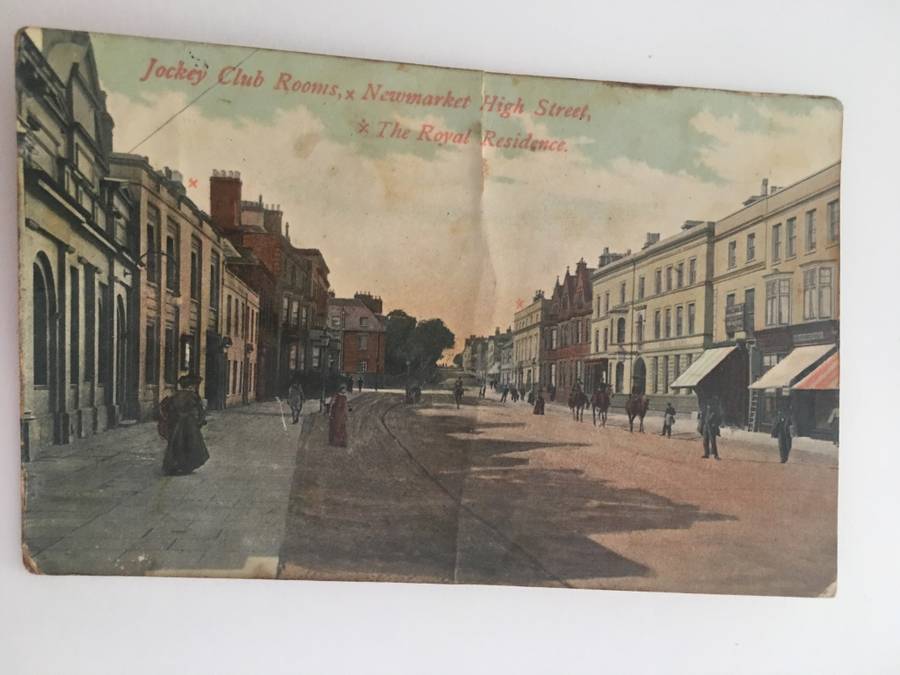 Jockey Club Rooms, x Newmarket High Street,
x The Royal Residence.